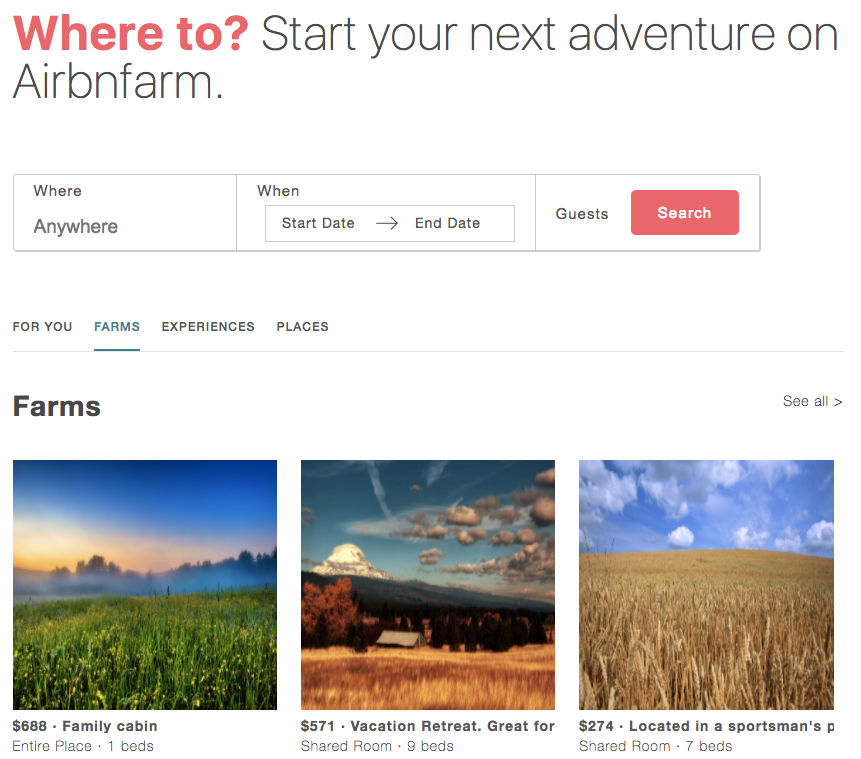 Where to? Start your next adventure on
Airbnfarm.
Where
When
Anywhere
Start Date → End Date
Guests
Search
FOR YOU FARMS EXPERIENCES PLACES
Farms
See all >
$688 · Family cabin
Entire Place · 1 beds
$571 · Vacation Retreat. Great for
Shared Room · 9 beds
$274 · Located in a sportsman's p
Shared Room · 7 beds